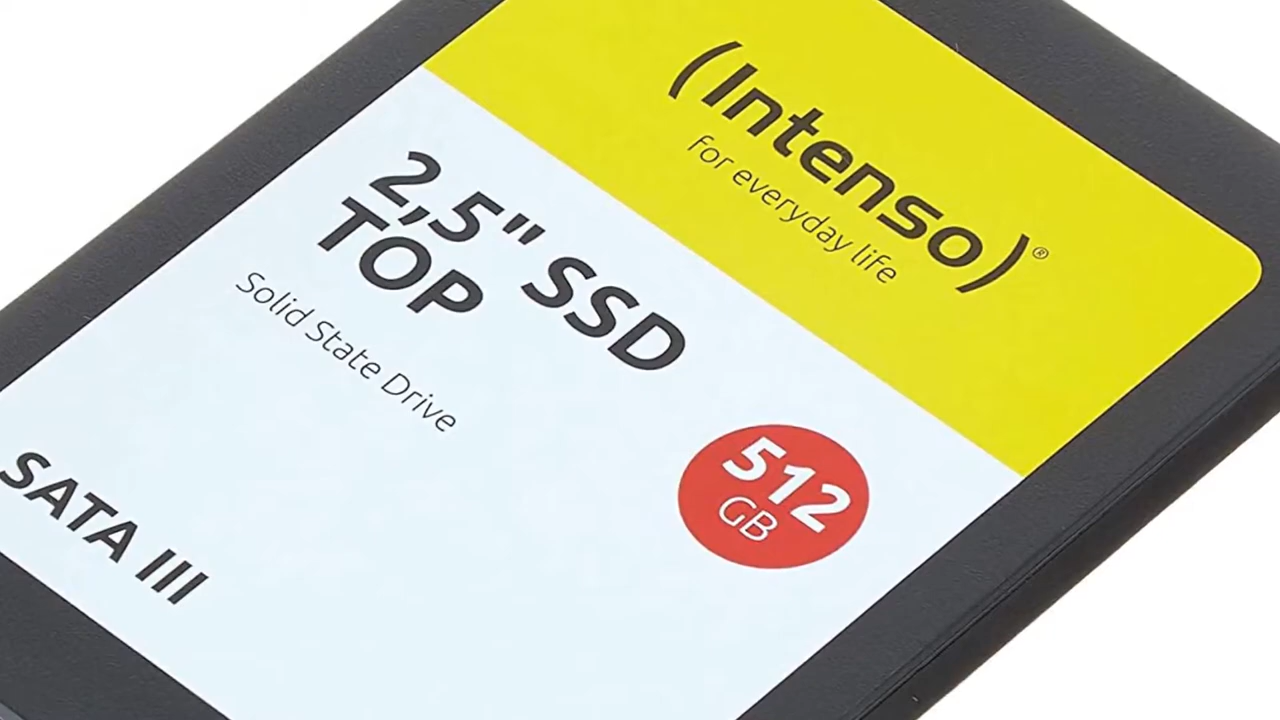 (Intenso)®
for everyday life
2,5" SSD
TOP
Solid State Drive
512
GB
SATA III